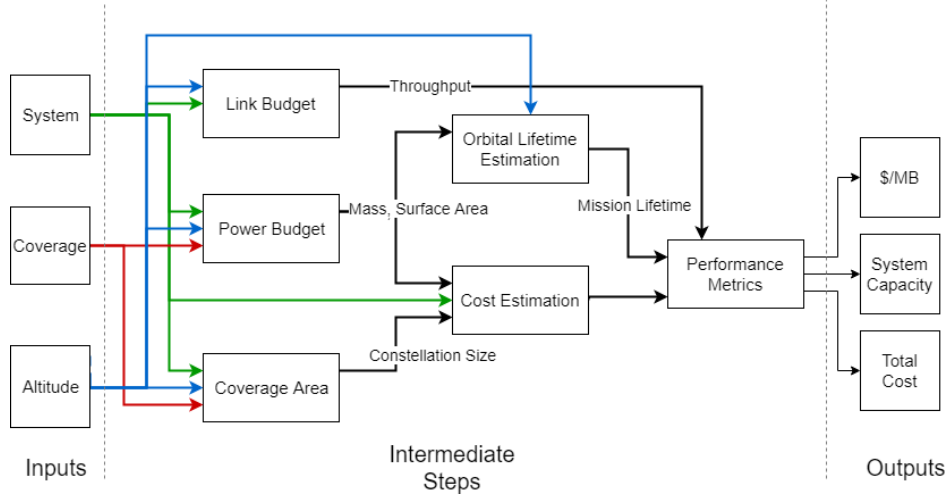 System
Coverage
Altitude
Inputs
Link Budget
Power Budget
Coverage Area
Throughput
Mass, Surface Area
Constellation Size
Orbital Lifetime
Estimation
Cost Estimation
Mission Lifetime
Performance
Metrics
Intermediate
Steps
$/MB
System
Capacity
Total
Cost
Outputs